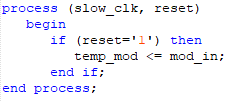 process (slow_clk, reset)
begin
if (reset='1') then
temp_mod <= mod_in;
end if;
end process;